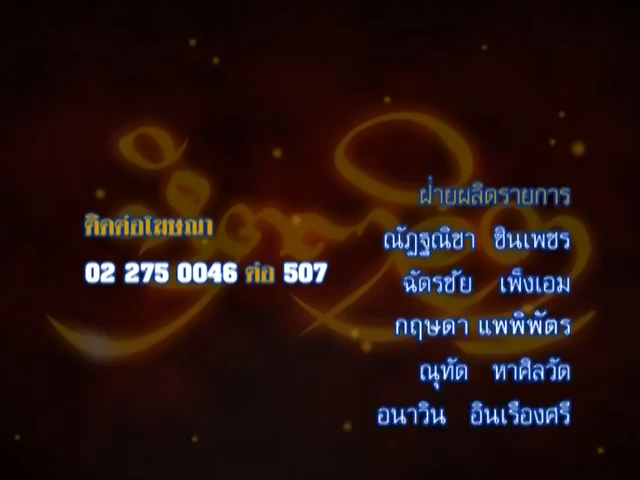 ติดต่อโฆษณา
02 275 0046 ต่อ 507
ฝ่ายผลิตรายการ
ณัฏฐณิชา ชินเพชร
ฉัตรชัย เพ็งเอม
กฤษดา แพพิพัตร
ณุทัด ทาศิลวัด
อนาวิน อินเรืองศรี